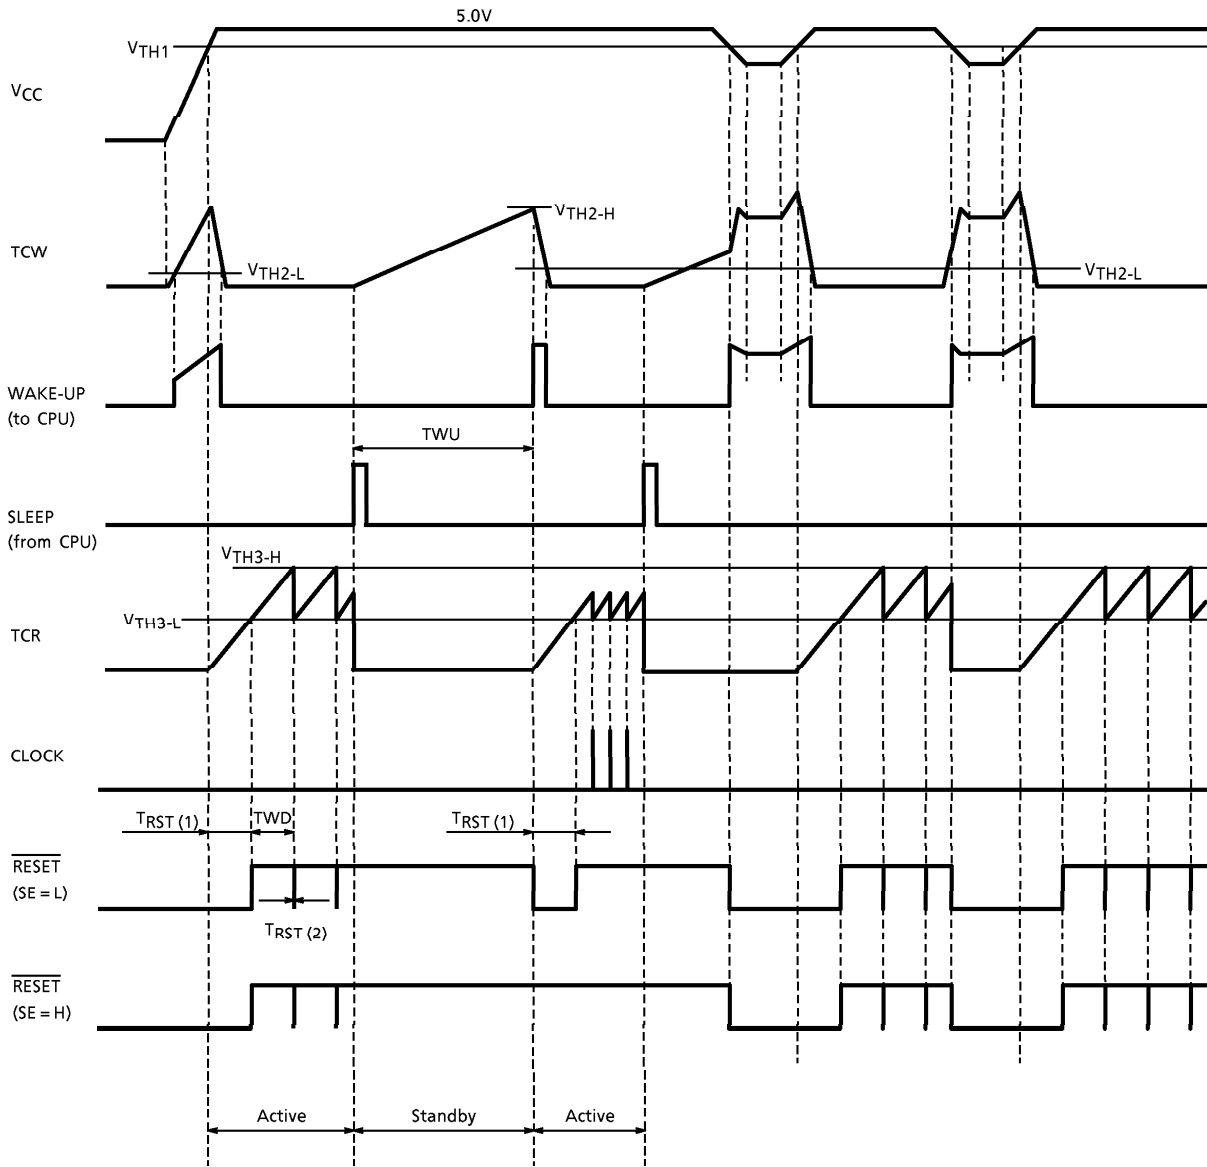 5.0V
VTH1
VCC
VTH2-H
TCW
VTH2-L
VTH2-L
WAKE-UP
(to CPU)
TWU
SLEEP
(from CPU)
VTH3-H
VTH3-L
TCR
CLOCK
TRST (1)
TWD
TRST (1)
RESET
(SE = L)
TRST (2)
RESET
(SE = H)
Active
Standby
Active